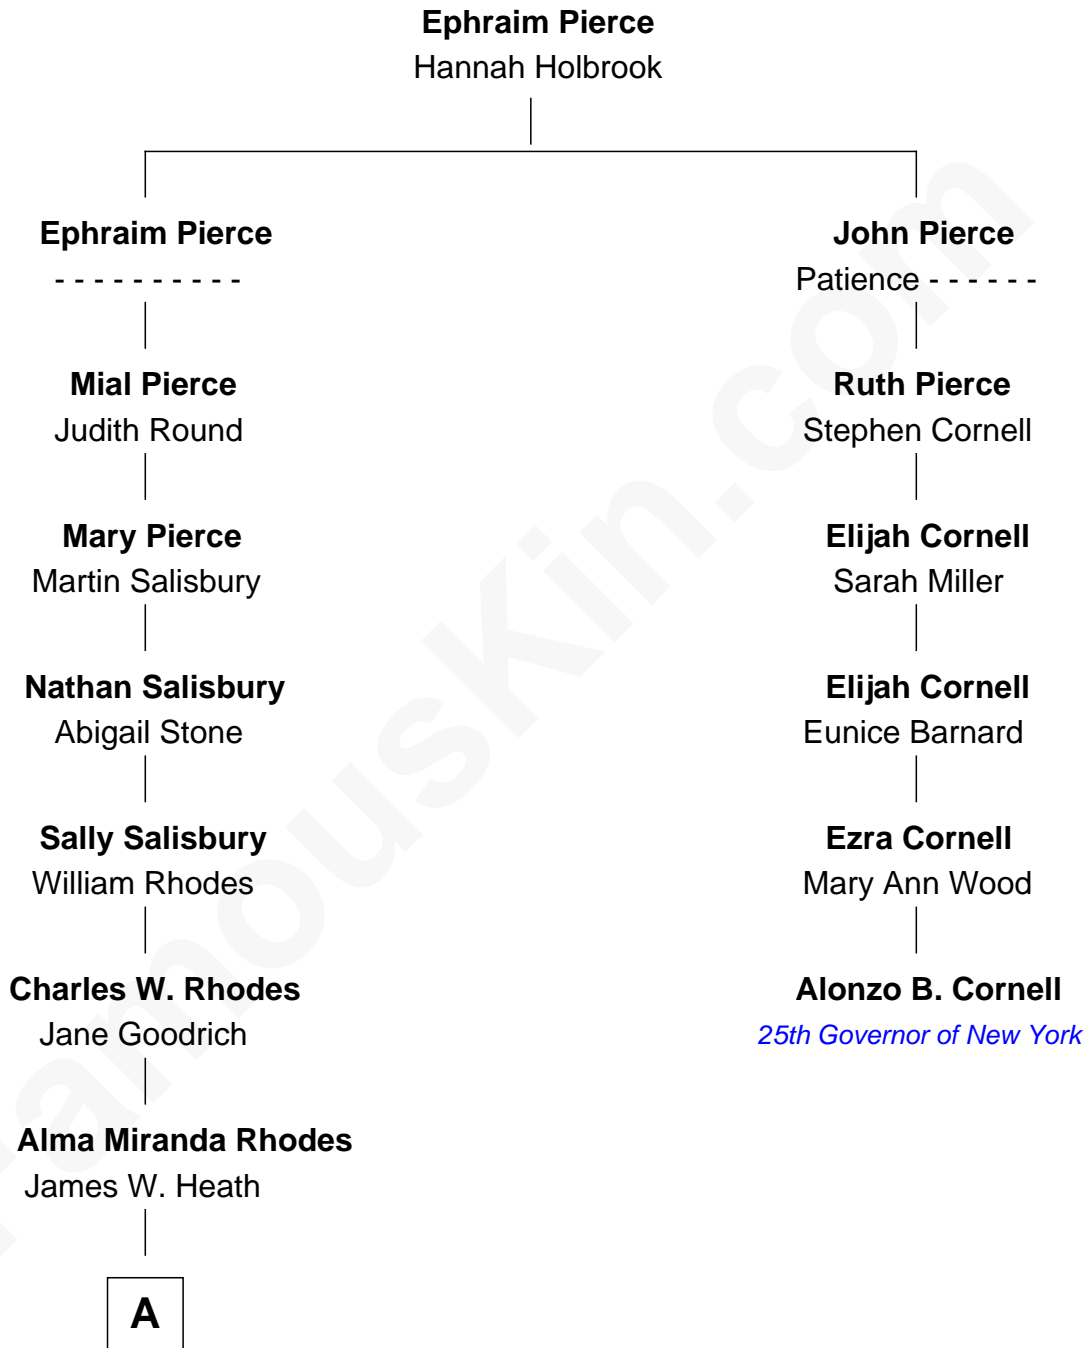 Ephraim Pierce
Hannah Holbrook
Ephraim Pierce
- - - - - - - - - -
John Pierce
Patience - - - - - -
Mial Pierce
Judith Round
Ruth Pierce
Stephen Cornell
Mary Pierce
Martin Salisbury
Elijah Cornell
Sarah Miller
Nathan Salisbury
Abigail Stone
Elijah Cornell
Eunice Barnard
Sally Salisbury
William Rhodes
Ezra Cornell
Mary Ann Wood
Charles W. Rhodes
Jane Goodrich
Alonzo B. Cornell
25th Governor of New York
Alma Miranda Rhodes
James W. Heath
A
FamousKin.com